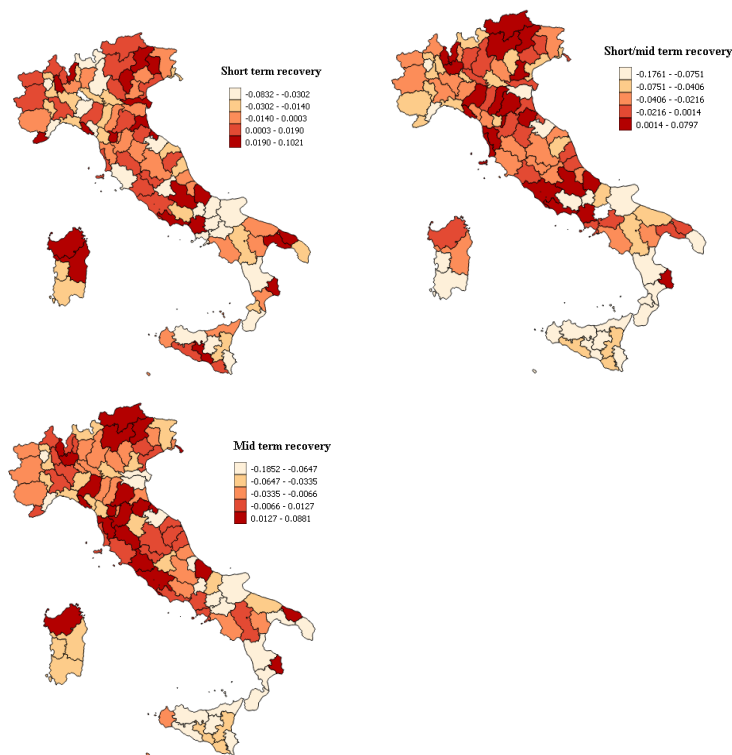 Short term recovery
-0.0832 - -0.0302
-0.0302 - -0.0140
-0.0140 - 0.0003
0.0003 - 0.0190
0.0190 - 0.1021
Short/mid term recovery
-0.1761 - -0.0751
-0.0751 - -0.0406
-0.0406 - -0.0216
-0.0216 - 0.0014
0.0014 - 0.0797
Mid term recovery
-0.1852 - -0.0647
-0.0647 - -0.0335
-0.0335 - -0.0066
-0.0066 - 0.0127
0.0127 - 0.0881